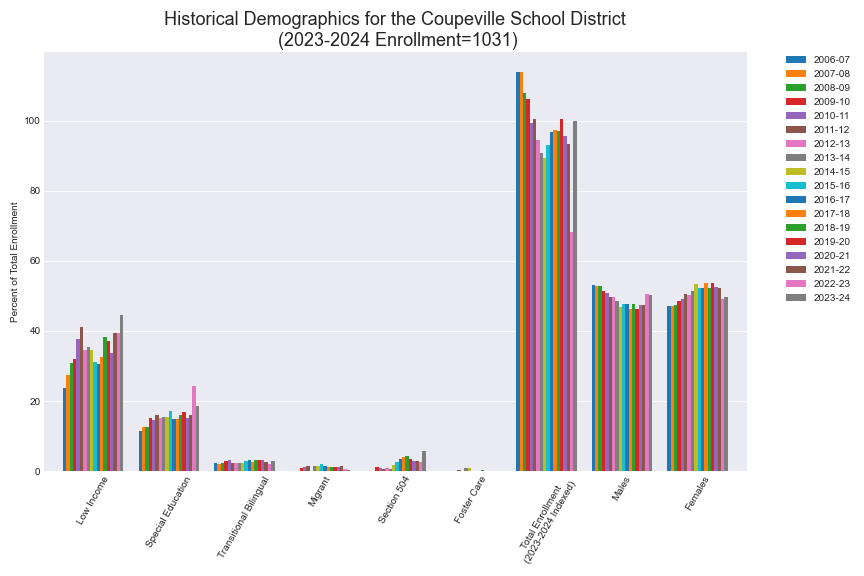 Historical Demographics for the Coupeville School District
(2023-2024 Enrollment=1031)
Percent of Total Enrollment
100
80
60
40
20
0
Low Income
Special Education
Transitional Bilingual
Migrant
Section 504
Foster Care
Total Enrollment
(2023-2024 Indexed)
Males
Females
2006-07
2007-08
2008-09
2009-10
2010-11
2011-12
2012-13
2013-14
2014-15
2015-16
2016-17
2017-18
2018-19
2019-20
2020-21
2021-22
2022-23
2023-24